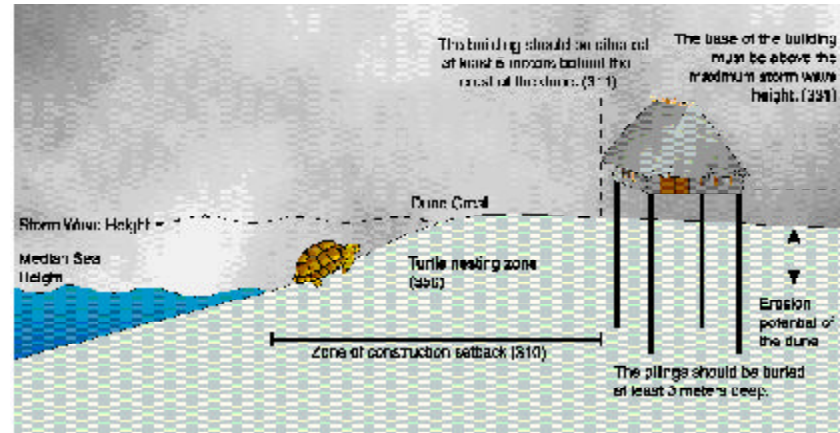 The building should be situated
at least 5 meters behind the
crest of the dune. (311)
The base of the building
must be above the
maximum storm wave
height. (331)
Dune Crest
Storm Wave Height
Median Sea
Height
Turtle nesting zone
Zone of construction setback (310)
Erosion
potential of
the dune
The pilings should be buried
at least meters deep.